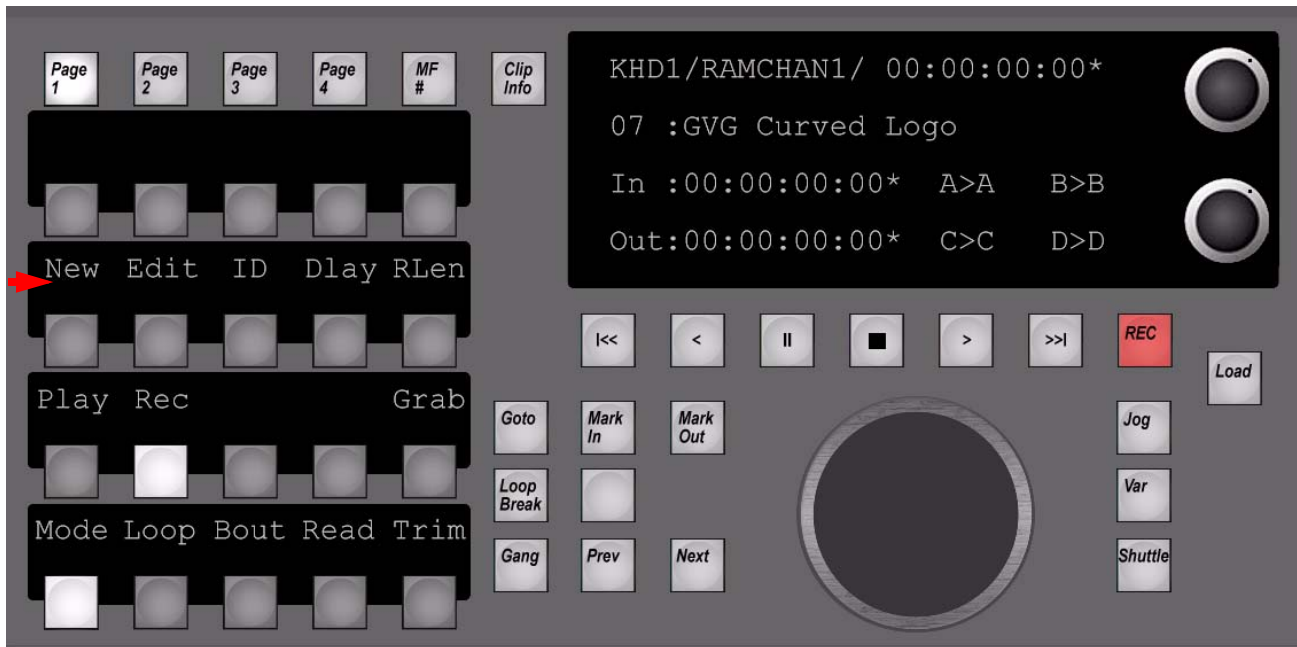 Page 1
Page 2
Page 3
Page 4
MF #
Clip Info
KHD1/RAMCHAN1/ 00:00:00:00*
07 :GVG Curved Logo
In :00:00:00:00* A>A B>B
Out:00:00:00:00* C>C D>D
New Edit ID Dlay RLen
I<< < II > >>I REC
Load
Play Rec Grab
Goto Mark In Mark Out Jog
Loop Break Var
Mode Loop Bout Read Trim
Gang Prev Next Shuttle